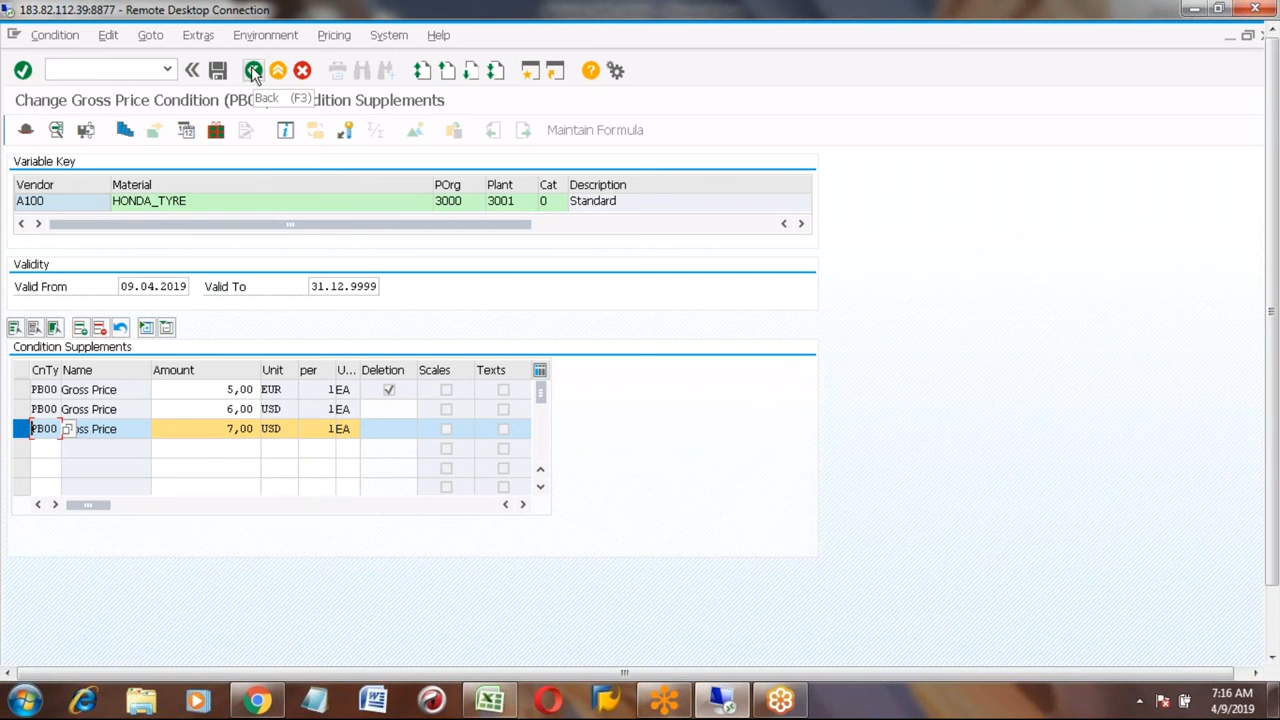 183.82.112.39:8877 - Remote Desktop Connection
Condition Edit Goto Extras Environment Pricing System Help
Back (F3)
Change Gross Price Condition (PB0 dition Supplements
Maintain Formula
Variable Key
Vendor Material POrg Plant Cat Description
A100 HONDA_TYRE 3000 3001 0 Standard
Validity
Valid From 09.04.2019 Valid To 31.12.9999
Condition Supplements
CnTy Name Amount Unit per U... Deletion Scales Texts
PB00 Gross Price 5,00 EUR 1 EA
PB00 Gross Price 6,00 USD 1 EA
PB00 ss Price 7,00 USD 1 EA
7:16 AM
4/9/2019